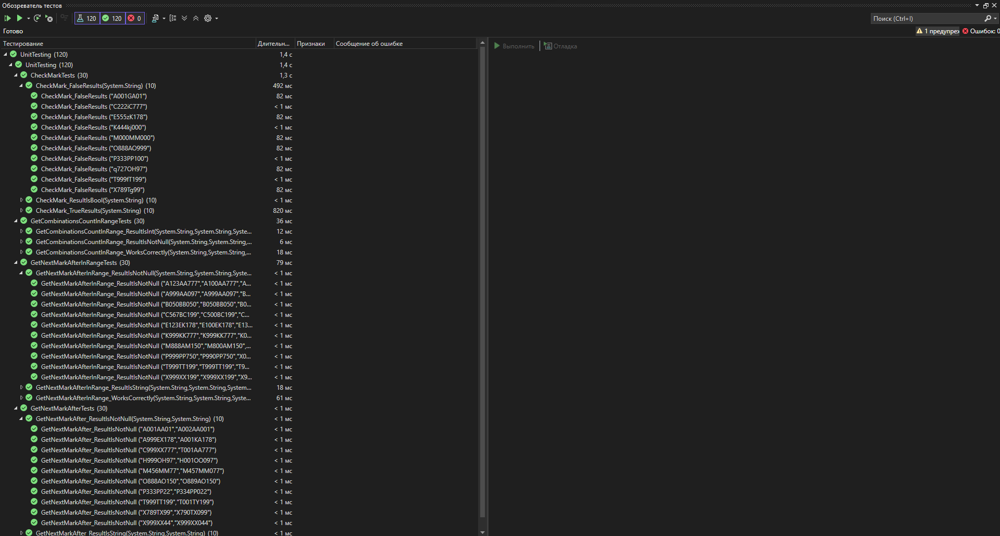 Обозреватель тестов
120 120 0
Поиск (Ctrl+I)
Готово
1 предупреж Ошибок: 0
Тестирование Длительн... Признаки Сообщение об ошибке
Выполнить Отладка
UnitTesting (120) 1,4 с
UnitTesting (120) 1,4 с
CheckMarkTests (30) 1,3 с
CheckMark_FalseResults(System.String) (10) 492 мс
CheckMark_FalseResults ("A001GA01") 82 мс
CheckMark_FalseResults ("C222iC777") < 1 мс
CheckMark_FalseResults ("E555zK178") 82 мс
CheckMark_FalseResults ("K444kj000") < 1 мс
CheckMark_FalseResults ("M000MM000") 82 мс
CheckMark_FalseResults ("O888AO999") 82 мс
CheckMark_FalseResults ("P333PP100") < 1 мс
CheckMark_FalseResults ("q727OH97") 82 мс
CheckMark_FalseResults ("T999fT199") < 1 мс
CheckMark_FalseResults ("X789Tg99") 82 мс
CheckMark_ResultIsBool(System.String) (10) < 1 мс
CheckMark_TrueResults(System.String) (10) 820 мс
GetCombinationsCountInRangeTests (30) 36 мс
GetCombinationsCountInRange_ResultIsInt(System.String,System.String,Syste... 12 мс
GetCombinationsCountInRange_ResultIsNotNull(System.String,System.String,... 6 мс
GetCombinationsCountInRange_WorksCorrectly(System.String,System.String,... 18 мс
GetNextMarkAfterInRangeTests (30) 79 мс
GetNextMarkAfterInRange_ResultIsNotNull(System.String,System.String,Syste... < 1 мс
GetNextMarkAfterInRange_ResultIsNotNull ("A123AA777","A100AA777","A... < 1 мс
GetNextMarkAfterInRange_ResultIsNotNull ("A999AA097","A999AA097","B... < 1 мс
GetNextMarkAfterInRange_ResultIsNotNull ("B050BB050","B050BB050","B0... < 1 мс
GetNextMarkAfterInRange_ResultIsNotNull ("C567BC199","C500BC199","C... < 1 мс
GetNextMarkAfterInRange_ResultIsNotNull ("E123EK178","E100EK178","E13... < 1 мс
GetNextMarkAfterInRange_ResultIsNotNull ("K999KK777","K999KK777","K0... < 1 мс
GetNextMarkAfterInRange_ResultIsNotNull ("M888AM150","M800AM150",... < 1 мс
GetNextMarkAfterInRange_ResultIsNotNull ("P999PP750","P990PP750","X0... < 1 мс
GetNextMarkAfterInRange_ResultIsNotNull ("T999TT199","T999TT199","T9... < 1 мс
GetNextMarkAfterInRange_ResultIsNotNull ("X999XX199","X999XX199","X9... < 1 мс
GetNextMarkAfterInRange_ResultIsString(System.String,System.String,System... 18 мс
GetNextMarkAfterInRange_WorksCorrectly(System.String,System.String,Syste... 61 мс
GetNextMarkAfterTests (30) < 1 мс
GetNextMarkAfter_ResultIsNotNull(System.String,System.String) (10) < 1 мс
GetNextMarkAfter_ResultIsNotNull ("A001AA01","A002AA001") < 1 мс
GetNextMarkAfter_ResultIsNotNull ("A999EX178","A001KA178") < 1 мс
GetNextMarkAfter_ResultIsNotNull ("C999XX777","T001AA777") < 1 мс
GetNextMarkAfter_ResultIsNotNull ("H999OH97","H001OO097") < 1 мс
GetNextMarkAfter_ResultIsNotNull ("M456MM77","M457MM077") < 1 мс
GetNextMarkAfter_ResultIsNotNull ("O888AO150","O889AO150") < 1 мс
GetNextMarkAfter_ResultIsNotNull ("P333PP22","P334PP022") < 1 мс
GetNextMarkAfter_ResultIsNotNull ("T999TT199","T001TY199") < 1 мс
GetNextMarkAfter_ResultIsNotNull ("X789TX99","X790TX099") < 1 мс
GetNextMarkAfter_ResultIsNotNull ("X999XX44","X999XX044") < 1 мс
GetNextMarkAfter_ResultIsString(System.String,System.String) (10) < 1 мс